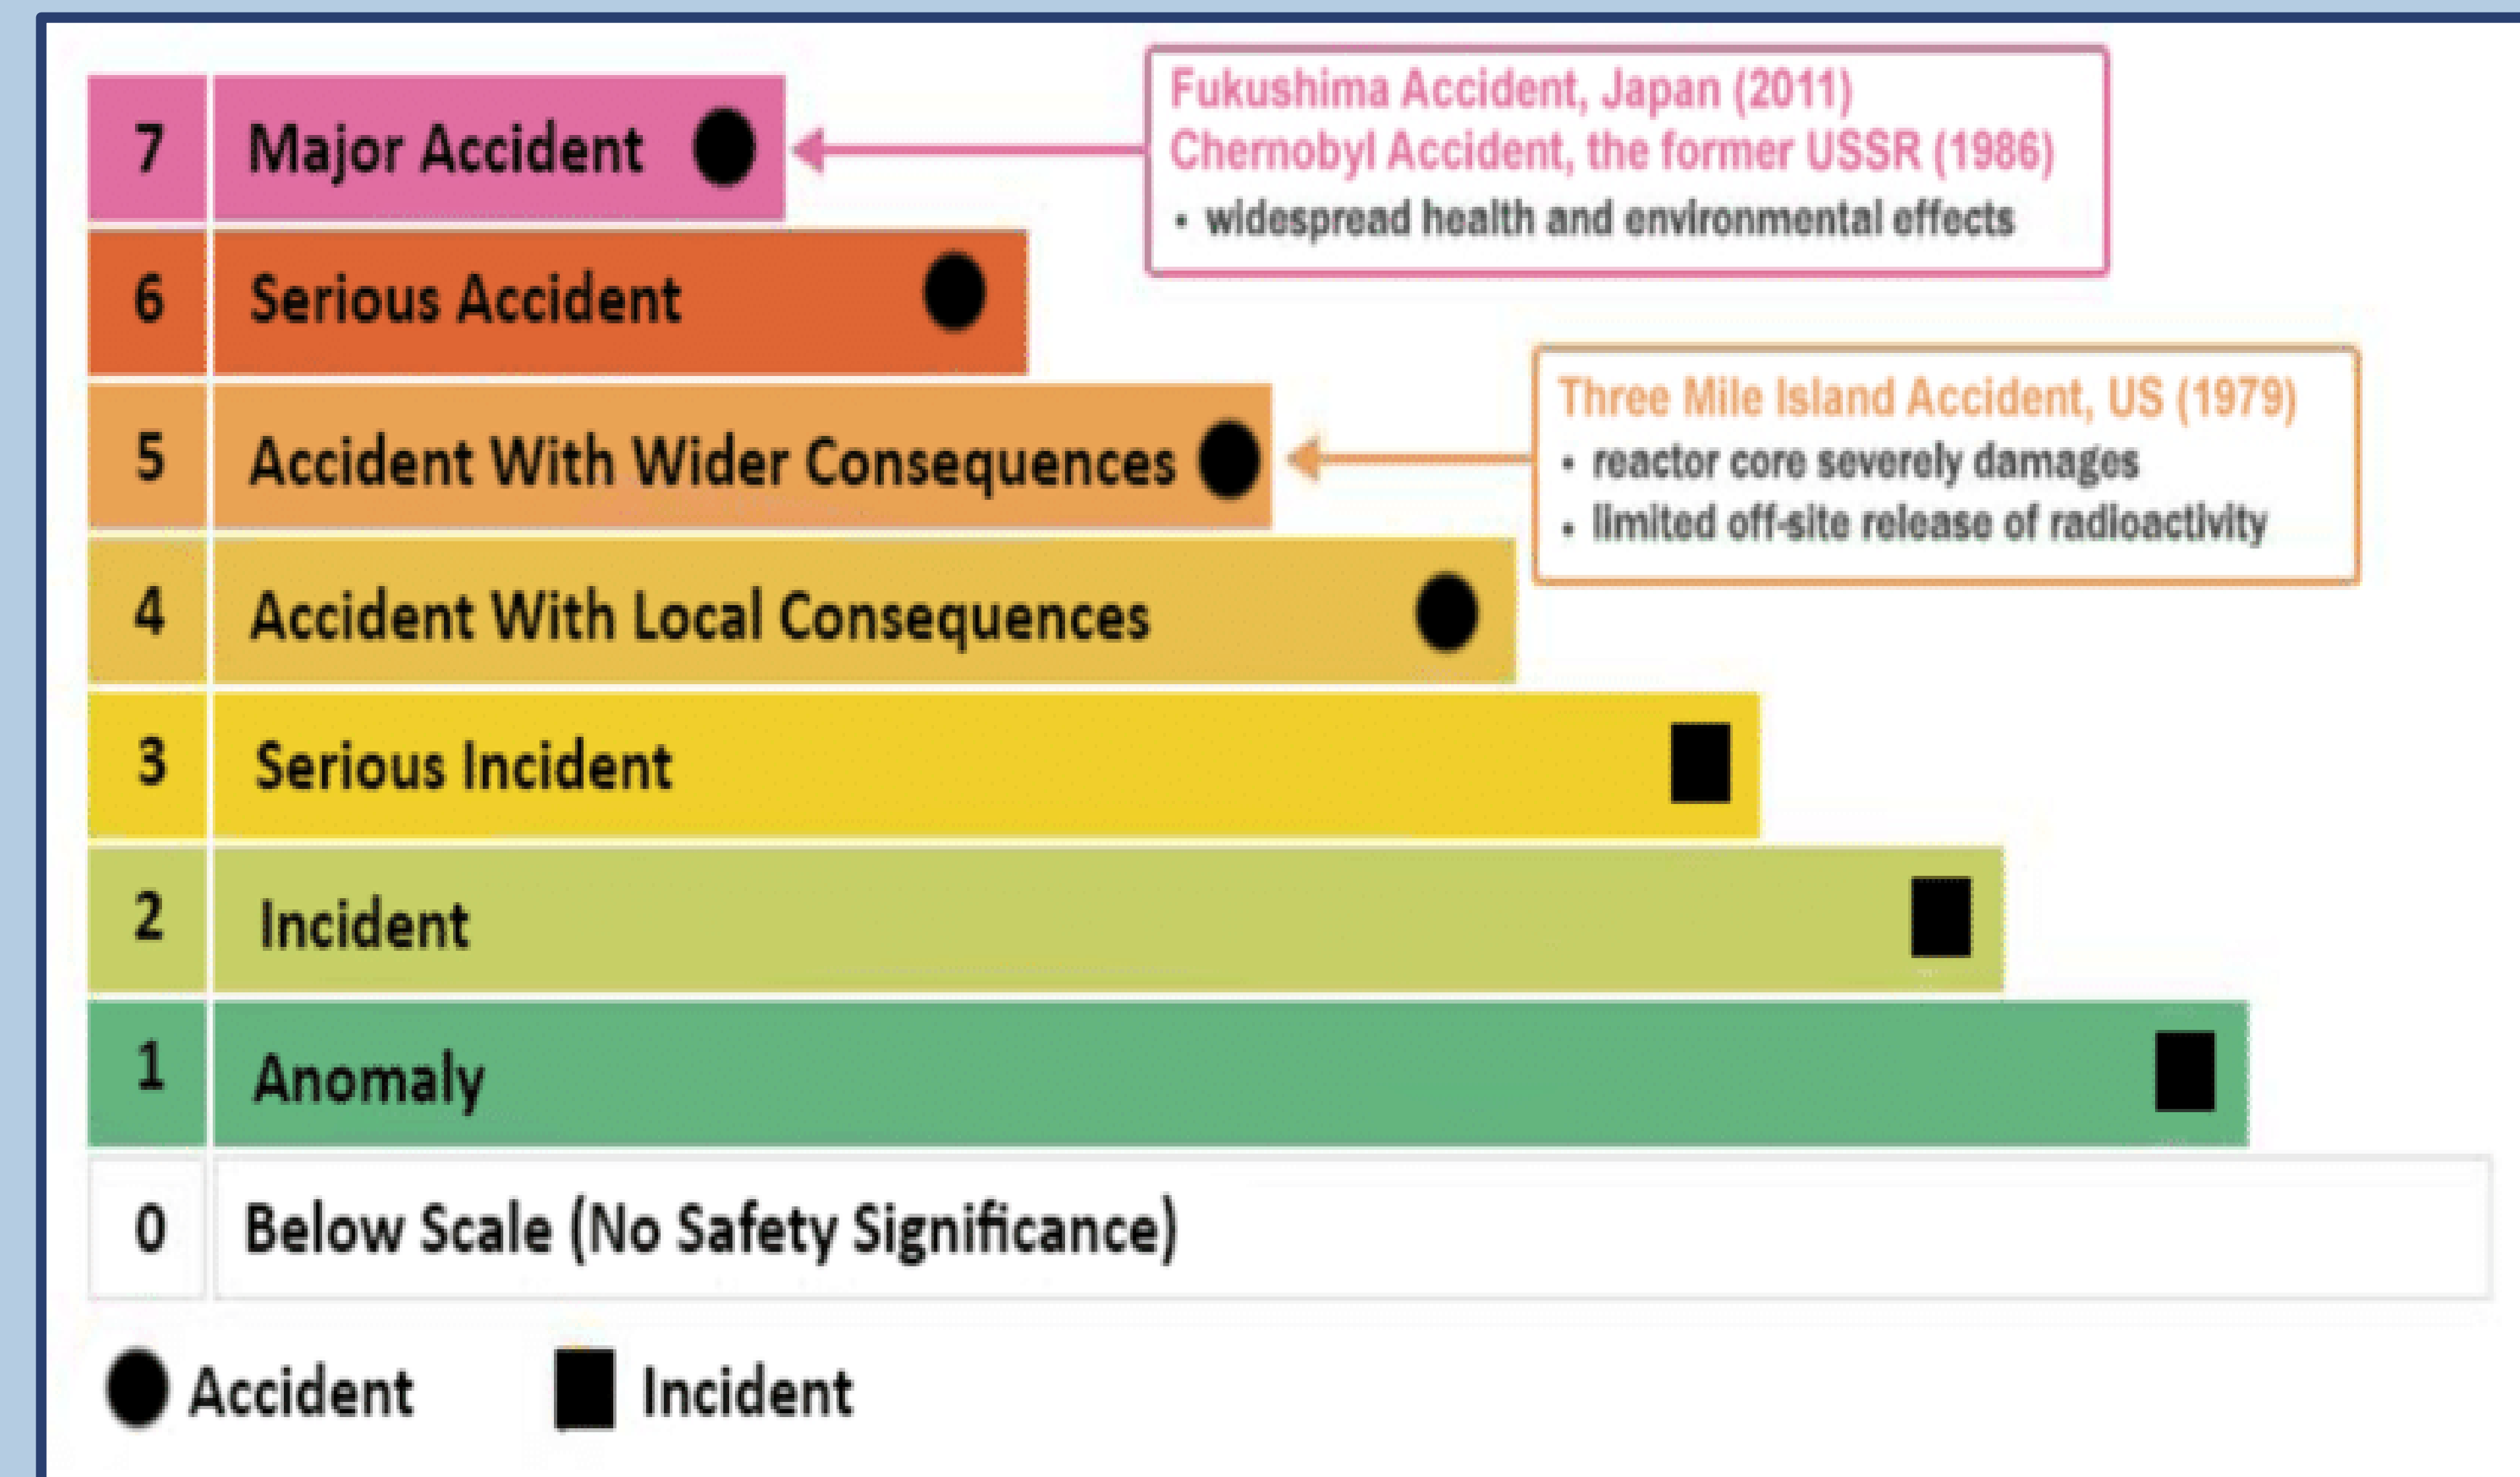 7 Major Accident
Fukushima Accident, Japan (2011)
Chernobyl Accident, the former USSR (1986)
• widespread health and environmental effects
6 Serious Accident
5 Accident With Wider Consequences
Three Mile Island Accident, US (1979)
• reactor core severely damages
• limited off-site release of radioactivity
4 Accident With Local Consequences
3 Serious Incident
2 Incident
1 Anomaly
0 Below Scale (No Safety Significance)
Accident Incident